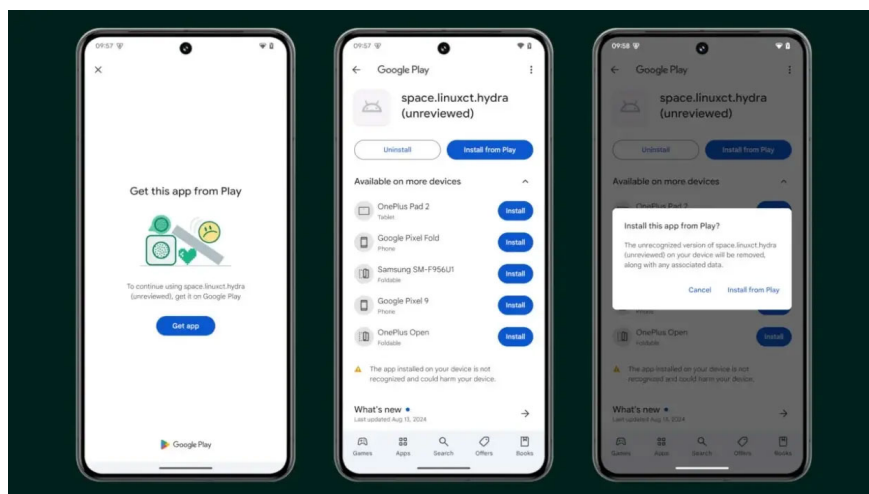 09:57
Get this app from Play
To continue using space.linuxct.hydra
(unreviewed), get it on Google Play
Get app
Google Play
09:57
Google Play
space.linuxct.hydra
(unreviewed)
Uninstall
Install from Play
Available on more devices
OnePlus Pad 2
Tablet
Install
Google Pixel Fold
Phone
Install
Samsung SM-F956U1
Foldable
Install
Google Pixel 9
Phone
Install
OnePlus Open
Foldable
Install
The app installed on your device is not
recognized and could harm your device.
What's new
Last updated Aug 13, 2024
Games
Apps
Search
Offers
Books
09:58
Google Play
space.linuxct.hydra
(unreviewed)
Uninstall
Install from Play
Available on more devices
OnePlus Pad 2
Install this app from Play?
The unrecognized version of space.linuxct.hydra
(unreviewed) on your device will be removed,
along with any associated data.
Cancel
Install from Play
Phone
OnePlus Open
Foldable
Install
The app installed on your device is not
recognized and could harm your device.
What's new
Last updated Aug 13, 2024
Games
Apps
Search
Offers
Books